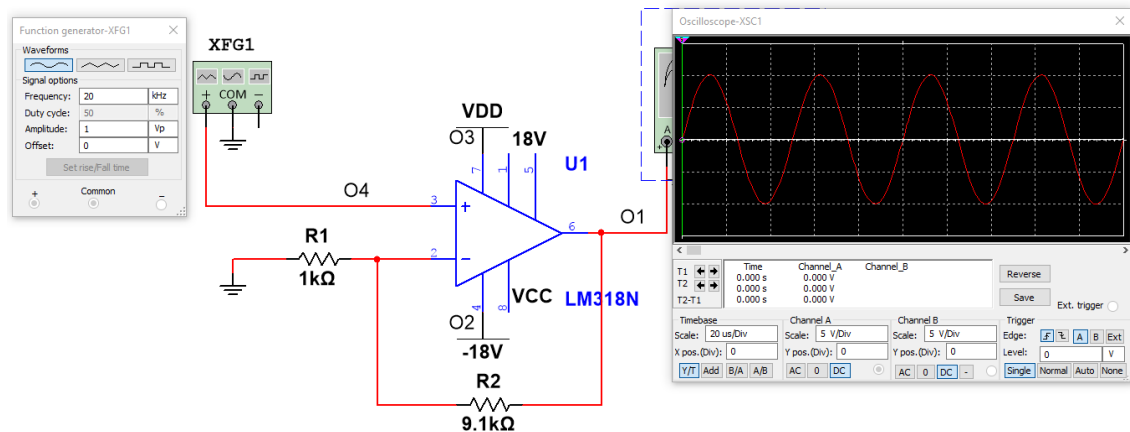 Function generator-XFG1
Waveforms
Signal options
Frequency: 20 kHz
Duty cycle: 50 %
Amplitude: 1 Vp
Offset: 0 V
Set rise/Fall time
+ Common −
XFG1
+ COM −
VDD
O3
18V
U1
7 1 5
O4
3 +
6
O1
R1
1kΩ
2 −
VCC
LM318N
4 8
O2
-18V
R2
9.1kΩ
A
+
Oscilloscope-XSC1
Time Channel_A Channel_B
T1 0.000 s 0.000 V
T2 0.000 s 0.000 V
T2-T1 0.000 s 0.000 V
Reverse
Save
Ext. trigger
Timebase
Scale: 20 us/Div
X pos.(Div): 0
Y/T Add B/A A/B
Channel A
Scale: 5 V/Div
Y pos.(Div): 0
AC 0 DC
Channel B
Scale: 5 V/Div
Y pos.(Div): 0
AC 0 DC -
Trigger
Edge: A B Ext
Level: 0 V
Single Normal Auto None